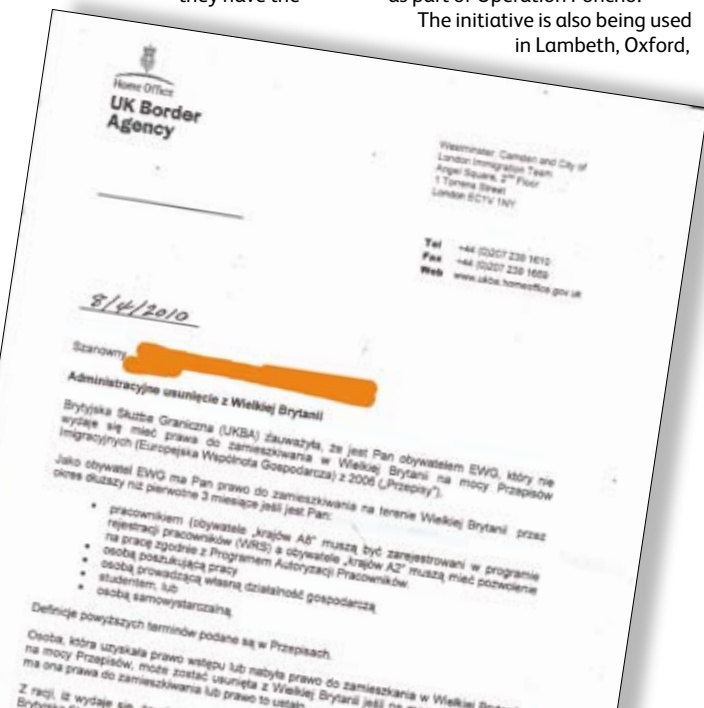 they have the
as part of Operation Poncho.
The initiative is also being used
in Lambeth, Oxford,
Home Office
UK Border
Agency
Westminster, Camden and City of
London Immigration Team
Angel Square, 2nd Floor
1 Torrens Street
London EC1V 1NY
Tel +44 (0)207 239 1610
Fax +44 (0)207 239 1669
Web www.ukba.homeoffice.gov.uk
8/4/2010
Szanowny
Administracyjne usunięcie z Wielkiej Brytanii
Brytyjska Służba Graniczna (UKBA) zauważyła, że jest Pan obywatelem EWG, który nie
wydaje się mieć prawa do zamieszkiwania w Wielkiej Brytanii na mocy Przepisów
Imigracyjnych (Europejska Wspólnota Gospodarcza) z 2006 („Przepisy”).
Jako obywatel EWG ma Pan prawo do zamieszkiwania na terenie Wielkiej Brytanii przez
okres dłuższy niż pierwotne 3 miesiące jeśli jest Pan:
• pracownikiem (obywatele „krajów A8” muszą być zarejestrowani w programie
rejestracji pracowników (WRS) a obywatele „krajów A2” muszą mieć pozwolenie
na pracę zgodnie z Programem Autoryzacji Pracowników.
• osobą poszukującą pracy
• osobą prowadzącą własną działalność gospodarczą
• studentem, lub
• osobą samowystarczalną.
Definicje powyższych terminów podane są w Przepisach.
Osoba, która uzyskała prawo wstępu lub nabyła prawo do zamieszkania w Wielkiej
na mocy Przepisów, może zostać usunięta z Wielkiej Brytanii jeśli
ma ona prawa do zamieszkiwania lub prawo to
Z racji, iż wydaje się,